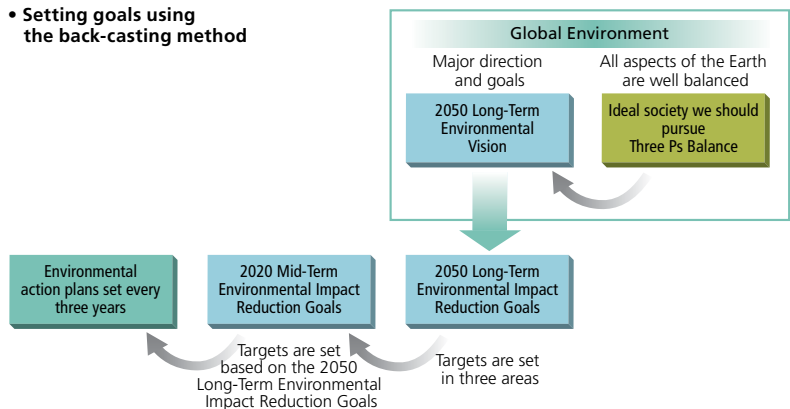 • Setting goals using
the back-casting method
Global Environment
Major direction
and goals
All aspects of the Earth
are well balanced
2050 Long-Term
Environmental
Vision
Ideal society we should
pursue
Three Ps Balance
Environmental
action plans set every
three years
2020 Mid-Term
Environmental Impact
Reduction Goals
2050 Long-Term
Environmental Impact
Reduction Goals
Targets are set
based on the 2050
Long-Term Environmental
Impact Reduction Goals
Targets are set
in three areas